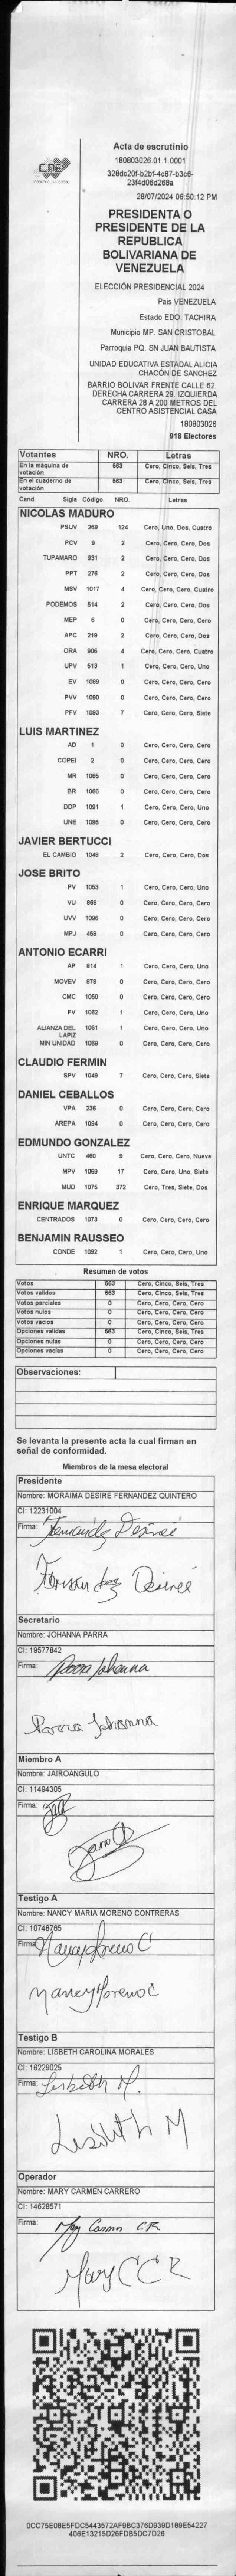 CNE
Acta de escrutinio
180803026.01.1.0001
328dc20f-b2bf-4c87-b3c6-
23f4d06d268a
28/07/2024 06:50:12 PM
PRESIDENTA O
PRESIDENTE DE LA
REPUBLICA
BOLIVARIANA DE
VENEZUELA
ELECCIÓN PRESIDENCIAL 2024
Pais VENEZUELA
Estado EDO. TACHIRA
Municipio MP. SAN CRISTOBAL
Parroquia PQ. SN JUAN BAUTISTA
UNIDAD EDUCATIVA ESTADAL ALICIA
CHACÓN DE SANCHEZ
BARRIO BOLIVAR FRENTE CALLE 62.
DERECHA CARRERA 29. IZQUIERDA
CARRERA 28 A 200 METROS DEL
CENTRO ASISTENCIAL CASA
180803026
918 Electores
Votantes NRO. Letras
En la máquina de votación 563 Cero, Cinco, Seis, Tres
En el cuaderno de votación 563 Cero, Cinco, Seis, Tres
Cand. Sigla Código NRO. Letras
NICOLAS MADURO
PSUV 269 124 Cero, Uno, Dos, Cuatro
PCV 9 2 Cero, Cero, Cero, Dos
TUPAMARO 931 2 Cero, Cero, Cero, Dos
PPT 276 2 Cero, Cero, Cero, Dos
MSV 1017 4 Cero, Cero, Cero, Cuatro
PODEMOS 514 2 Cero, Cero, Cero, Dos
MEP 6 0 Cero, Cero, Cero, Cero
APC 219 2 Cero, Cero, Cero, Dos
ORA 906 4 Cero, Cero, Cero, Cuatro
UPV 513 1 Cero, Cero, Cero, Uno
EV 1089 0 Cero, Cero, Cero, Cero
PVV 1090 0 Cero, Cero, Cero, Cero
PFV 1093 7 Cero, Cero, Cero, Siete
LUIS MARTINEZ
AD 1 0 Cero, Cero, Cero, Cero
COPEI 2 0 Cero, Cero, Cero, Cero
MR 1065 0 Cero, Cero, Cero, Cero
BR 1066 0 Cero, Cero, Cero, Cero
DDP 1091 1 Cero, Cero, Cero, Uno
UNE 1095 0 Cero, Cero, Cero, Cero
JAVIER BERTUCCI
EL CAMBIO 1048 2 Cero, Cero, Cero, Dos
JOSE BRITO
PV 1053 1 Cero, Cero, Cero, Uno
VU 868 0 Cero, Cero, Cero, Cero
UVV 1096 0 Cero, Cero, Cero, Cero
MPJ 458 0 Cero, Cero, Cero, Cero
ANTONIO ECARRI
AP 814 1 Cero, Cero, Cero, Uno
MOVEV 878 0 Cero, Cero, Cero, Cero
CMC 1050 0 Cero, Cero, Cero, Cero
FV 1062 1 Cero, Cero, Cero, Uno
ALIANZA DEL LAPIZ 1061 1 Cero, Cero, Cero, Uno
MIN UNIDAD 1068 0 Cero, Cero, Cero, Cero
CLAUDIO FERMIN
SPV 1049 7 Cero, Cero, Cero, Siete
DANIEL CEBALLOS
VPA 236 0 Cero, Cero, Cero, Cero
AREPA 1094 0 Cero, Cero, Cero, Cero
EDMUNDO GONZALEZ
UNTC 460 9 Cero, Cero, Cero, Nueve
MPV 1069 17 Cero, Cero, Uno, Siete
MUD 1076 372 Cero, Tres, Siete, Dos
ENRIQUE MARQUEZ
CENTRADOS 1073 0 Cero, Cero, Cero, Cero
BENJAMIN RAUSSEO
CONDE 1092 1 Cero, Cero, Cero, Uno
Resumen de votos
Votos 563 Cero, Cinco, Seis, Tres
Votos validos 563 Cero, Cinco, Seis, Tres
Votos parciales 0 Cero, Cero, Cero, Cero
Votos nulos 0 Cero, Cero, Cero, Cero
Votos vacios 0 Cero, Cero, Cero, Cero
Opciones validas 563 Cero, Cinco, Seis, Tres
Opciones nulas 0 Cero, Cero, Cero, Cero
Opciones vacias 0 Cero, Cero, Cero, Cero
Observaciones:
Se levanta la presente acta la cual firman en
señal de conformidad.
Miembros de la mesa electoral
Presidente
Nombre: MORAIMA DESIRE FERNANDEZ QUINTERO
CI: 12231004
Firma: Fernandez Desireé
Fernandez Desireé
Secretario
Nombre: JOHANNA PARRA
CI: 19577842
Firma: Parra Johanna
Parra Johanna
Miembro A
Nombre: JAIROANGULO
CI: 11494305
Firma:
Testigo A
Nombre: NANCY MARIA MORENO CONTRERAS
CI: 10748765
Firma: Nancy Moreno C
Nancy Moreno C
Testigo B
Nombre: LISBETH CAROLINA MORALES
CI: 16229025
Firma: Lisbeth M.
Lisbeth M
Operador
Nombre: MARY CARMEN CARRERO
CI: 14628571
Firma: Mary Carmen C.R
Mary C C R
0CC75E08E5FDC5443572AF9BC376D939D189E54227
406E13215D26FDB5DC7D26